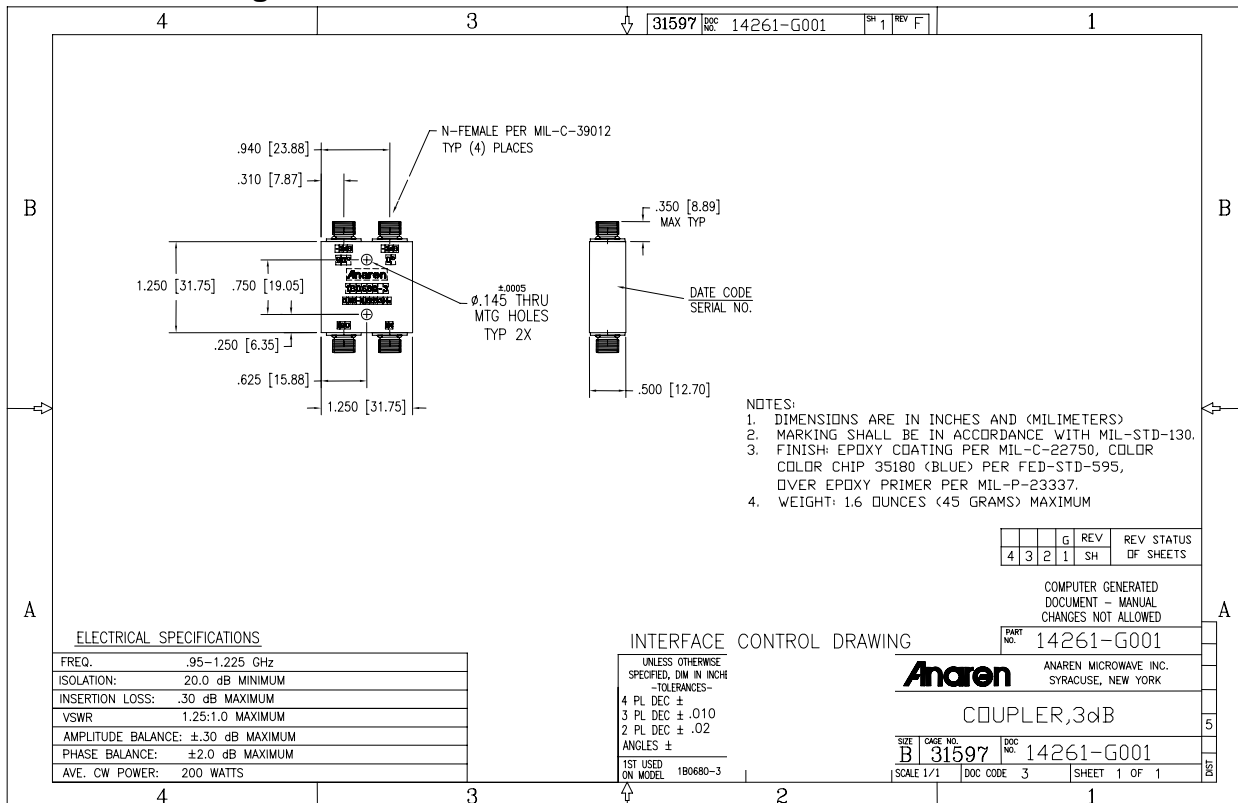 4 3 2 1
31597 DOC NO. 14261-G001 SH 1 REV F
B
B
A
A
.940 [23.88]
.310 [7.87]
N-FEMALE PER MIL-C-39012
TYP (4) PLACES
1.250 [31.75]
.750 [19.05]
.250 [6.35]
.625 [15.88]
1.250 [31.75]
Anaren
±.0005
Ø.145 THRU
MTG HOLES
TYP 2X
.350 [8.89]
MAX TYP
DATE CODE
SERIAL NO.
.500 [12.70]
NOTES:
1. DIMENSIONS ARE IN INCHES AND (MILIMETERS)
2. MARKING SHALL BE IN ACCORDANCE WITH MIL-STD-130.
3. FINISH: EPOXY COATING PER MIL-C-22750, COLOR
COLOR CHIP 35180 (BLUE) PER FED-STD-595,
OVER EPOXY PRIMER PER MIL-P-23337.
4. WEIGHT: 1.6 OUNCES (45 GRAMS) MAXIMUM
G REV REV STATUS
4 3 2 1 SH OF SHEETS
COMPUTER GENERATED
DOCUMENT - MANUAL
CHANGES NOT ALLOWED
ELECTRICAL SPECIFICATIONS
FREQ. .95-1.225 GHz
ISOLATION: 20.0 dB MINIMUM
INSERTION LOSS: .30 dB MAXIMUM
VSWR 1.25:1.0 MAXIMUM
AMPLITUDE BALANCE: ±.30 dB MAXIMUM
PHASE BALANCE: ±2.0 dB MAXIMUM
AVE. CW POWER: 200 WATTS
INTERFACE CONTROL DRAWING
UNLESS OTHERWISE
SPECIFIED, DIM IN INCHE
-TOLERANCES-
4 PL DEC ±
3 PL DEC ± .010
2 PL DEC ± .02
ANGLES ±
1ST USED
ON MODEL 1B0680-3
PART NO. 14261-G001
Anaren
ANAREN MICROWAVE INC.
SYRACUSE, NEW YORK
COUPLER,3dB
SIZE B CAGE NO. 31597 DOC NO. 14261-G001
SCALE 1/1 DOC CODE 3 SHEET 1 OF 1
5
DIST
4 3 2 1